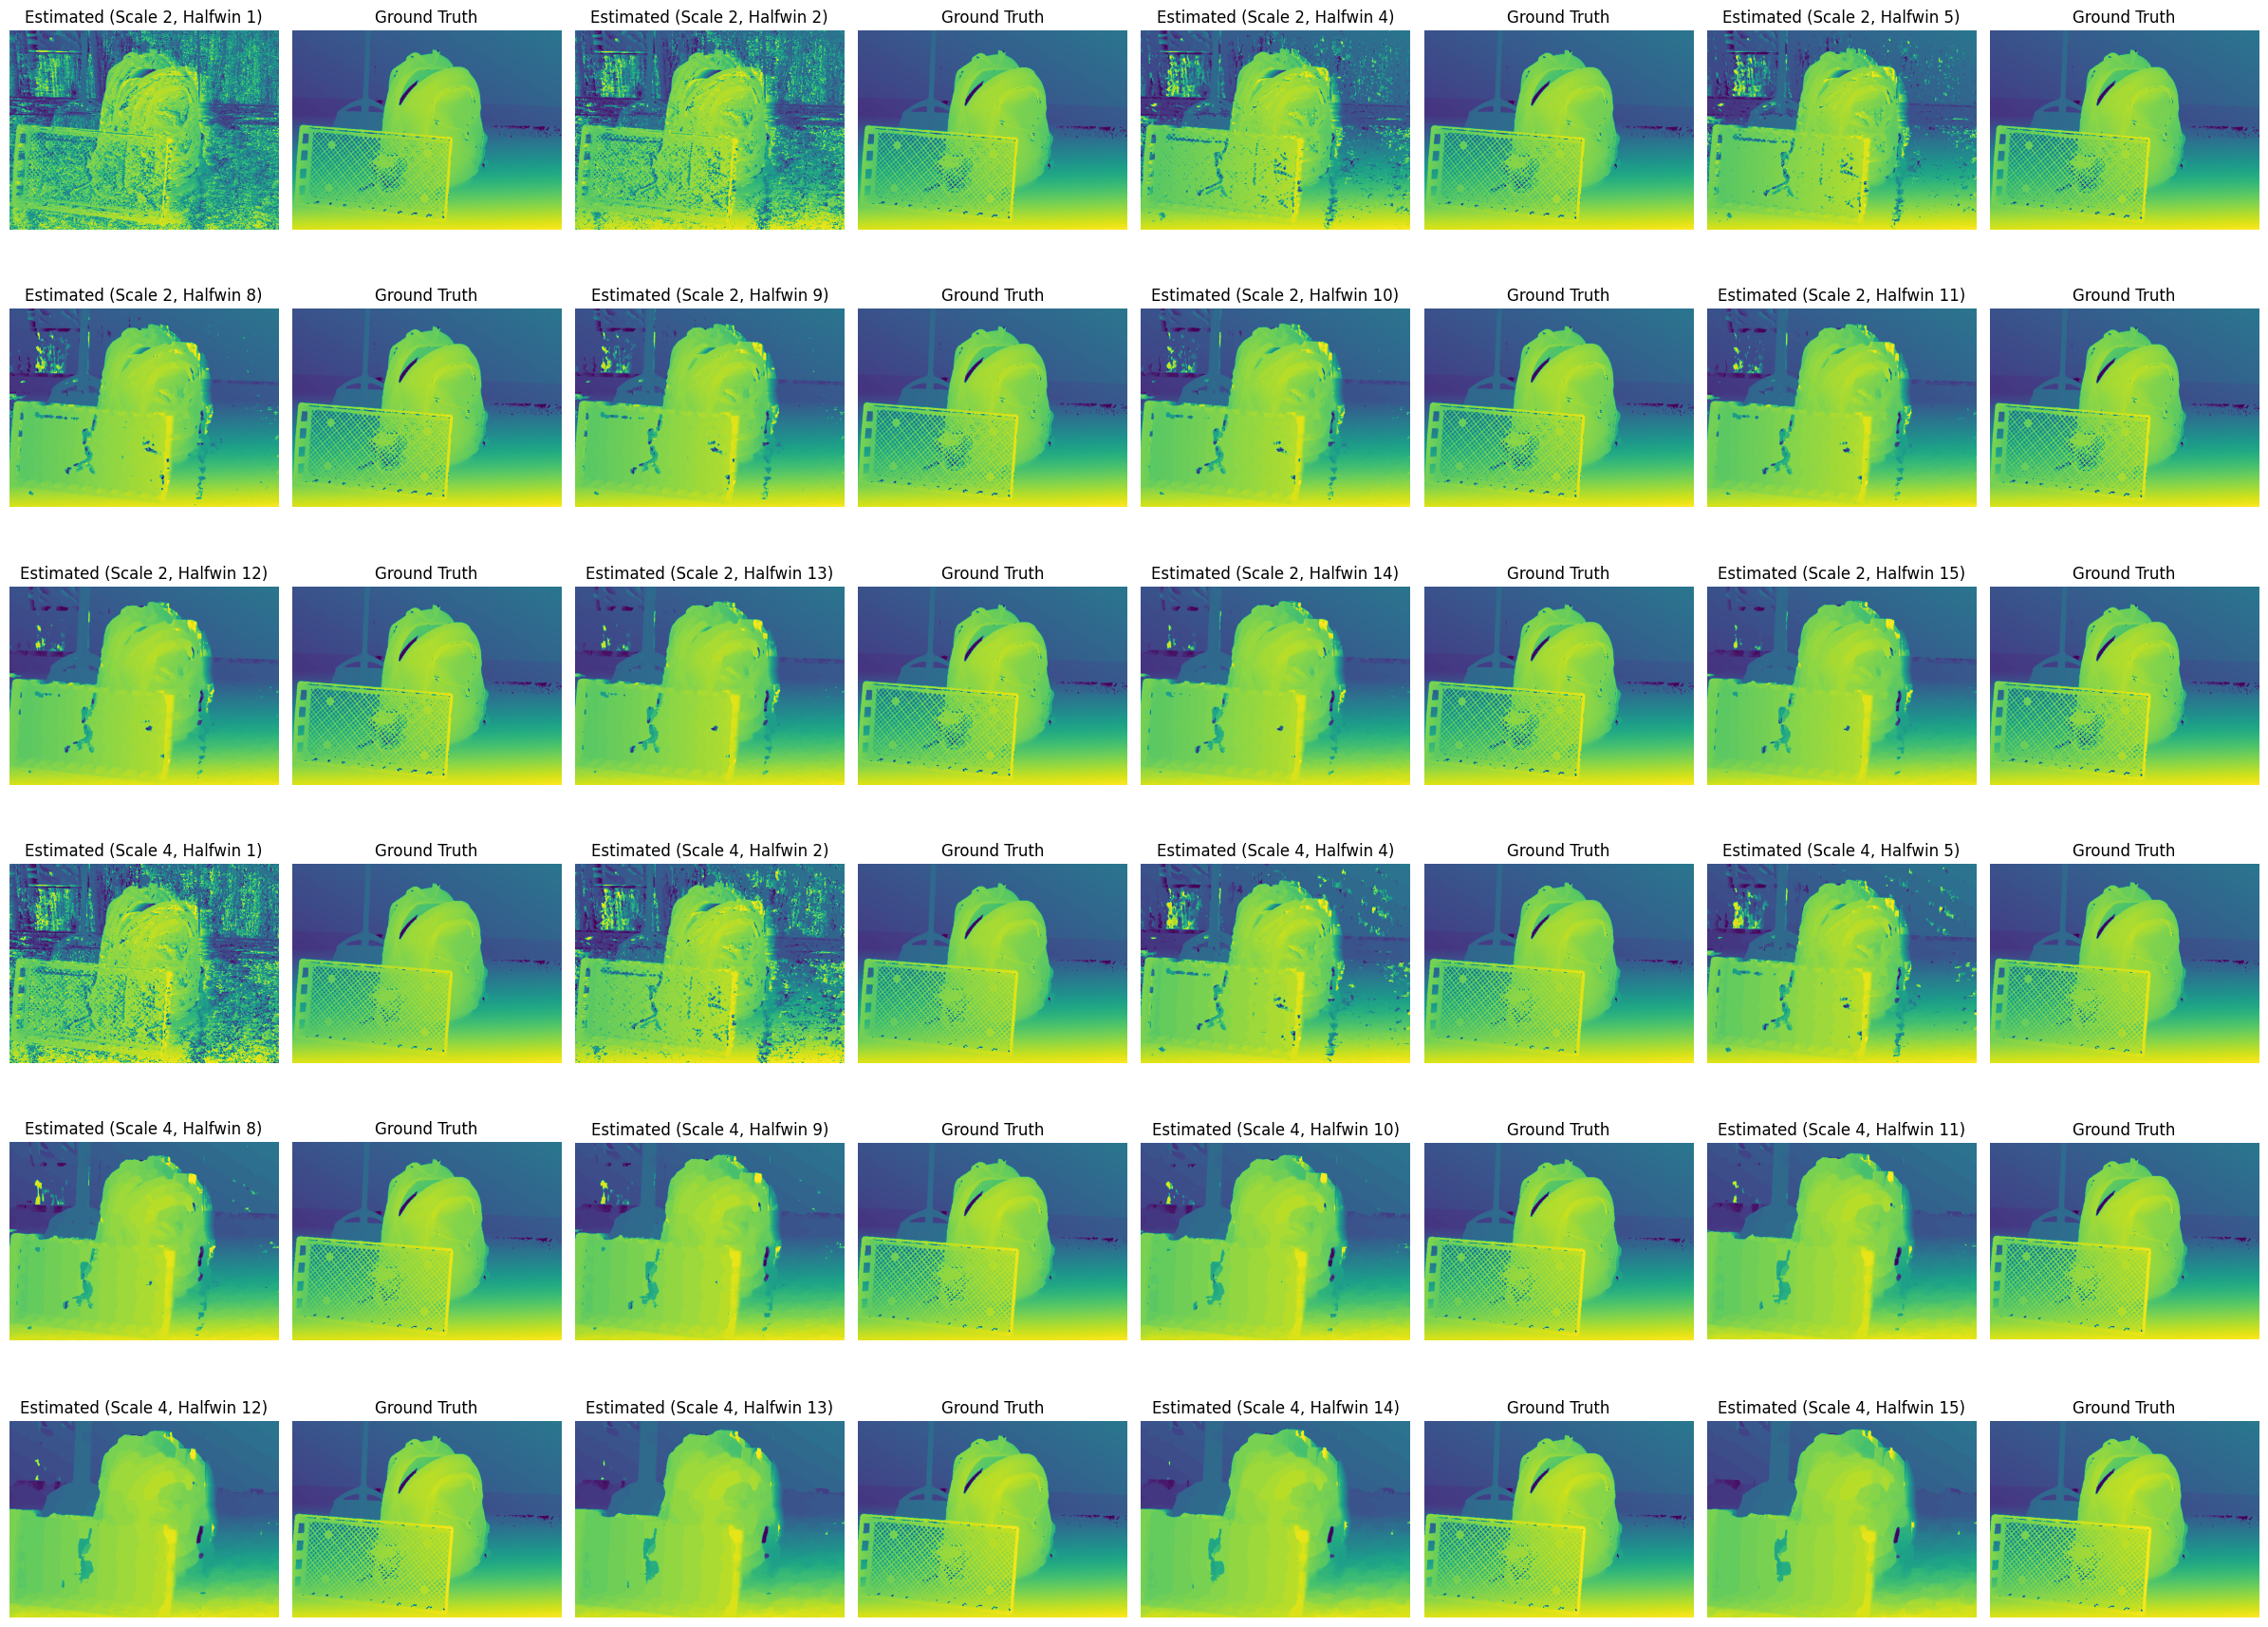 Estimated (Scale 2, Halfwin 1) Ground Truth Estimated (Scale 2, Halfwin 2) Ground Truth Estimated (Scale 2, Halfwin 4) Ground Truth Estimated (Scale 2, Halfwin 5) Ground Truth
Estimated (Scale 2, Halfwin 8) Ground Truth Estimated (Scale 2, Halfwin 9) Ground Truth Estimated (Scale 2, Halfwin 10) Ground Truth Estimated (Scale 2, Halfwin 11) Ground Truth
Estimated (Scale 2, Halfwin 12) Ground Truth Estimated (Scale 2, Halfwin 13) Ground Truth Estimated (Scale 2, Halfwin 14) Ground Truth Estimated (Scale 2, Halfwin 15) Ground Truth
Estimated (Scale 4, Halfwin 1) Ground Truth Estimated (Scale 4, Halfwin 2) Ground Truth Estimated (Scale 4, Halfwin 4) Ground Truth Estimated (Scale 4, Halfwin 5) Ground Truth
Estimated (Scale 4, Halfwin 8) Ground Truth Estimated (Scale 4, Halfwin 9) Ground Truth Estimated (Scale 4, Halfwin 10) Ground Truth Estimated (Scale 4, Halfwin 11) Ground Truth
Estimated (Scale 4, Halfwin 12) Ground Truth Estimated (Scale 4, Halfwin 13) Ground Truth Estimated (Scale 4, Halfwin 14) Ground Truth Estimated (Scale 4, Halfwin 15) Ground Truth